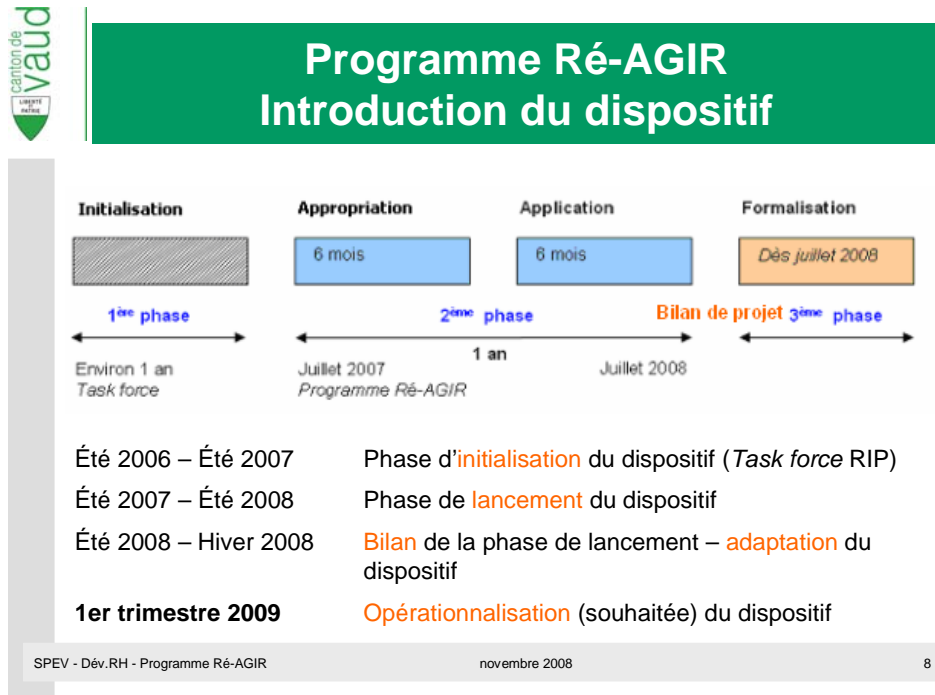 canton de
vaud
LIBERTÉ
ET
PATRIE
Programme Ré-AGIR
Introduction du dispositif
Initialisation
Appropriation
Application
Formalisation
6 mois
6 mois
Dès juillet 2008
1ère phase
2ème phase
Bilan de projet 3ème phase
1 an
Environ 1 an
Task force
Juillet 2007
Programme Ré-AGIR
Juillet 2008
Été 2006 – Été 2007 Phase d'initialisation du dispositif (Task force RIP)
Été 2007 – Été 2008 Phase de lancement du dispositif
Été 2008 – Hiver 2008 Bilan de la phase de lancement – adaptation du
dispositif
1er trimestre 2009 Opérationnalisation (souhaitée) du dispositif
SPEV - Dév.RH - Programme Ré-AGIR novembre 2008 8